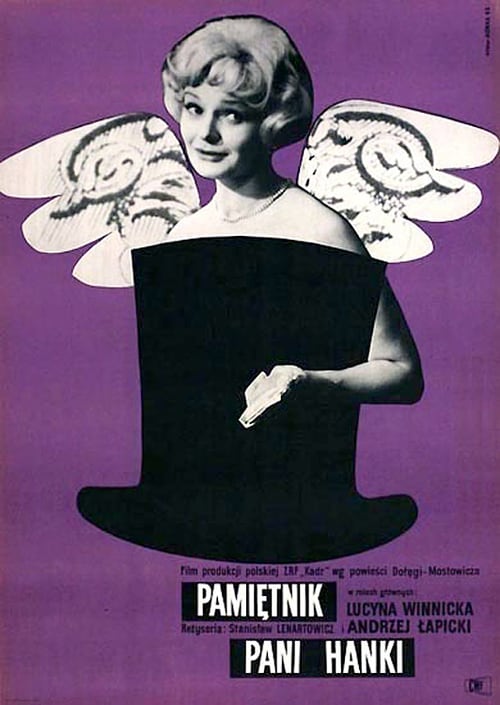 Film produkcji polskiej ZRF „Kadr” wg powieści Dołęgi-Mostowicza
PAMIĘTNIK
w rolach głównych:
LUCYNA WINNICKA
Reżyseria: Stanisław LENARTOWICZ i ANDRZEJ ŁAPICKI
PANI HANKI
CWF